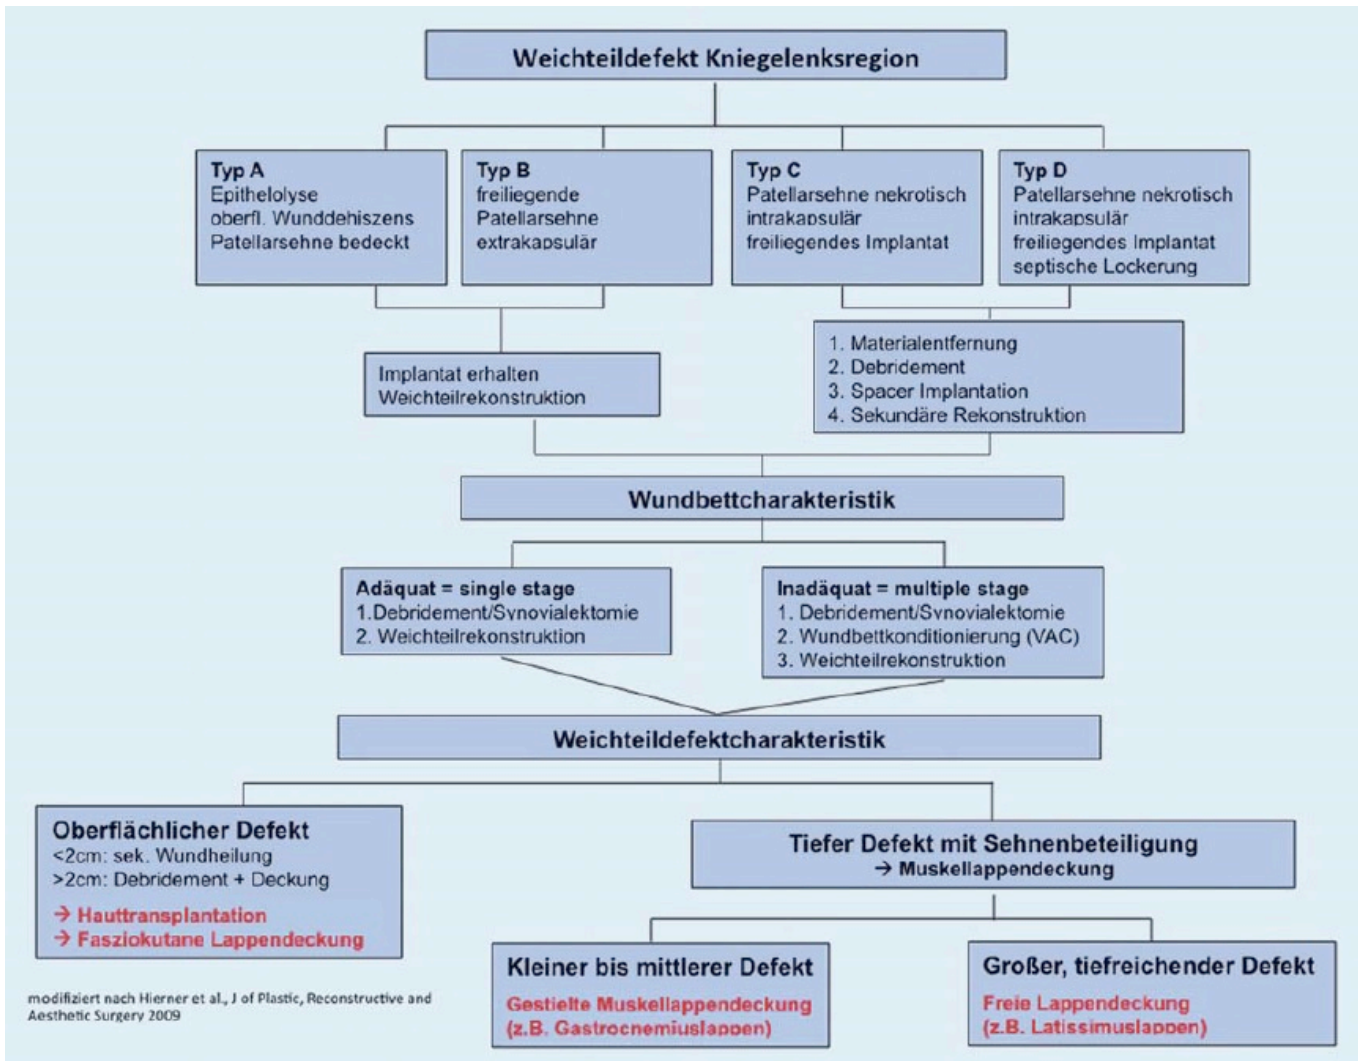 Weichteildefekt Kniegelenksregion
Typ A
Epithelolyse
oberfl. Wunddehiszens
Patellarsehne bedeckt
Typ B
freiliegende
Patellarsehne
extrakapsulär
Typ C
Patellarsehne nekrotisch
intrakapsulär
freiliegendes Implantat
Typ D
Patellarsehne nekrotisch
intrakapsulär
freiliegendes Implantat
septische Lockerung
Implantat erhalten
Weichteilrekonstruktion
1. Materialentfernung
2. Debridement
3. Spacer Implantation
4. Sekundäre Rekonstruktion
Wundbettcharakteristik
Adäquat = single stage
1.Debridement/Synovialektomie
2. Weichteilrekonstruktion
Inadäquat = multiple stage
1. Debridement/Synovialektomie
2. Wundbettkonditionierung (VAC)
3. Weichteilrekonstruktion
Weichteildefektcharakteristik
Oberflächlicher Defekt
<2cm: sek. Wundheilung
>2cm: Debridement + Deckung
→ Hauttransplantation
→ Fasziokutane Lappendeckung
Tiefer Defekt mit Sehnenbeteiligung
→ Muskellappendeckung
Kleiner bis mittlerer Defekt
Gestielte Muskellappendeckung
(z.B. Gastrocnemiuslappen)
Großer, tiefreichender Defekt
Freie Lappendeckung
(z.B. Latissimuslappen)
modifiziert nach Hierner et al., J of Plastic, Reconstructive and
Aesthetic Surgery 2009